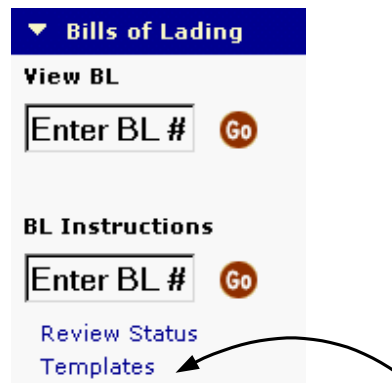 Bills of Lading
View BL
Enter BL # Go
BL Instructions
Enter BL # Go
Review Status
Templates